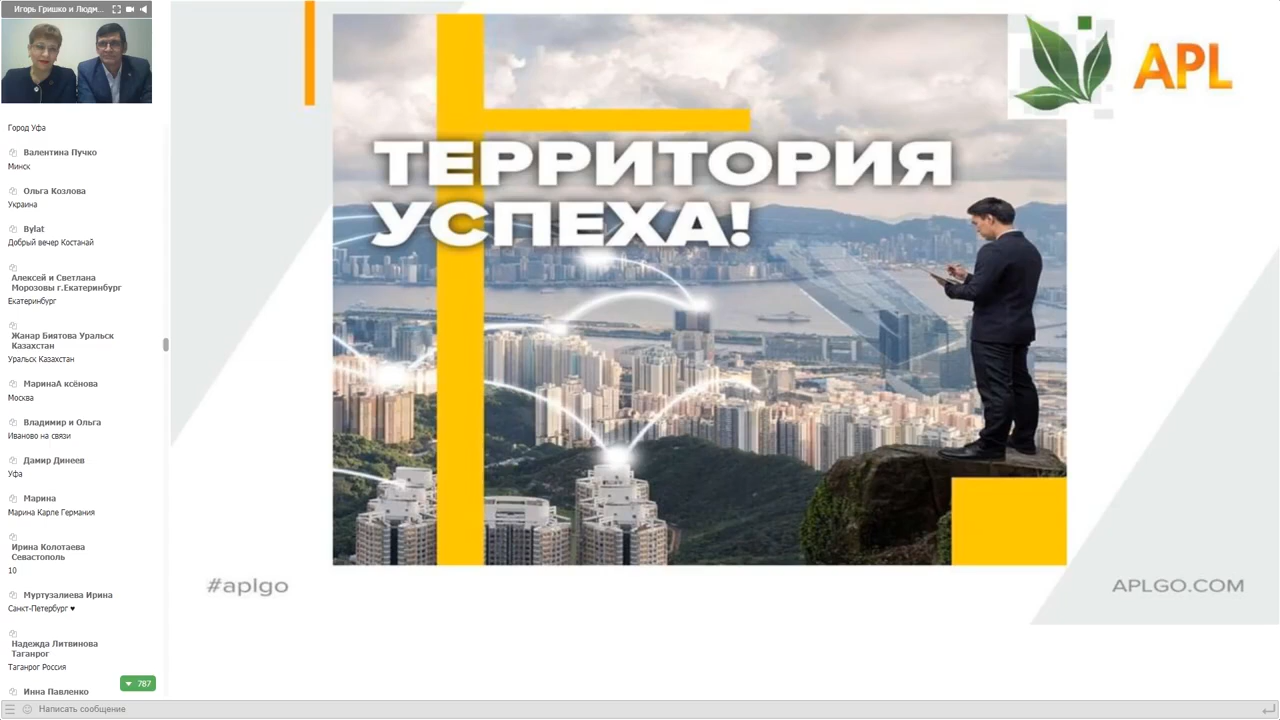 Игорь Гришко и Людм...
Город Уфа
Валентина Пучко
Минск
Ольга Козлова
Украина
Bylat
Добрый вечер Костанай
Алексей и Светлана
Морозовы г.Екатеринбург
Екатеринбург
Жанар Биятова Уральск
Казахстан
Уральск Казахстан
МаринаА ксёнова
Москва
Владимир и Ольга
Иваново на связи
Дамир Динеев
Уфа
Марина
Марина Карле Германия
Ирина Колотаева
Севастополь
10
Муртузалиева Ирина
Санкт-Петербург ♥
Надежда Литвинова
Таганрог
Таганрог Россия
787
Инна Павленко
Написать сообщение
APL
ТЕРРИТОРИЯ
УСПЕХА!
#aplgo
APLGO.COM